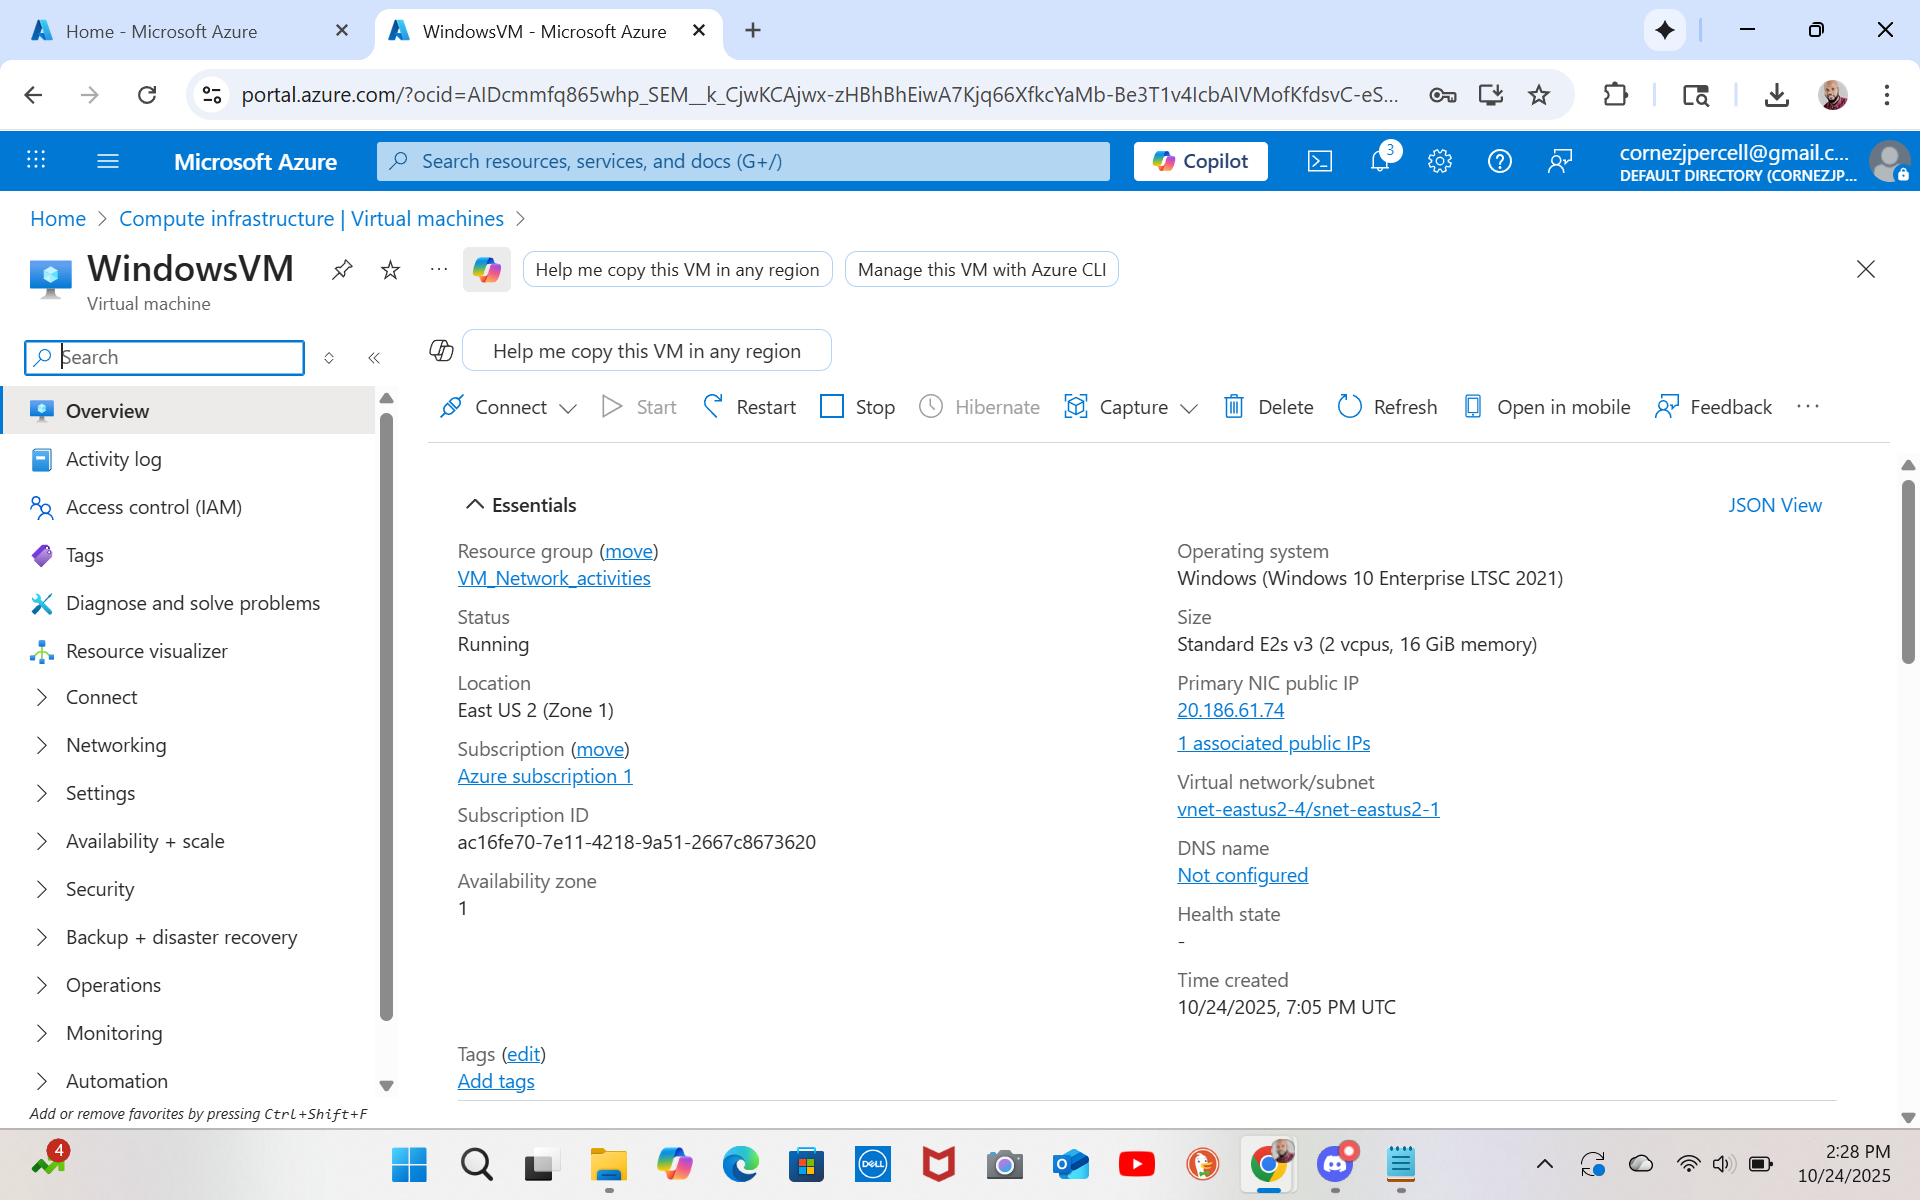 Home - Microsoft Azure
WindowsVM - Microsoft Azure
portal.azure.com/?ocid=AIDcmmfq865whp_SEM__k_CjwKCAjwx-zHBhBhEiwA7Kjq66XfkcYaMb-Be3T1v4IcbAIVMofKfdsvC-eS...
Microsoft Azure
Search resources, services, and docs (G+/)
Copilot
3
cornezjpercell@gmail.c...
DEFAULT DIRECTORY (CORNEZJP...
Home > Compute infrastructure | Virtual machines >
WindowsVM
Virtual machine
Help me copy this VM in any region
Manage this VM with Azure CLI
Search
Help me copy this VM in any region
Connect
Start
Restart
Stop
Hibernate
Capture
Delete
Refresh
Open in mobile
Feedback
Overview
Activity log
Access control (IAM)
Tags
Diagnose and solve problems
Resource visualizer
Connect
Networking
Settings
Availability + scale
Security
Backup + disaster recovery
Operations
Monitoring
Automation
Add or remove favorites by pressing Ctrl+Shift+F
Essentials
JSON View
Resource group (move)
VM_Network_activities
Status
Running
Location
East US 2 (Zone 1)
Subscription (move)
Azure subscription 1
Subscription ID
ac16fe70-7e11-4218-9a51-2667c8673620
Availability zone
1
Operating system
Windows (Windows 10 Enterprise LTSC 2021)
Size
Standard E2s v3 (2 vcpus, 16 GiB memory)
Primary NIC public IP
20.186.61.74
1 associated public IPs
Virtual network/subnet
vnet-eastus2-4/snet-eastus2-1
DNS name
Not configured
Health state
-
Time created
10/24/2025, 7:05 PM UTC
Tags (edit)
Add tags
4
DELL
2:28 PM
10/24/2025